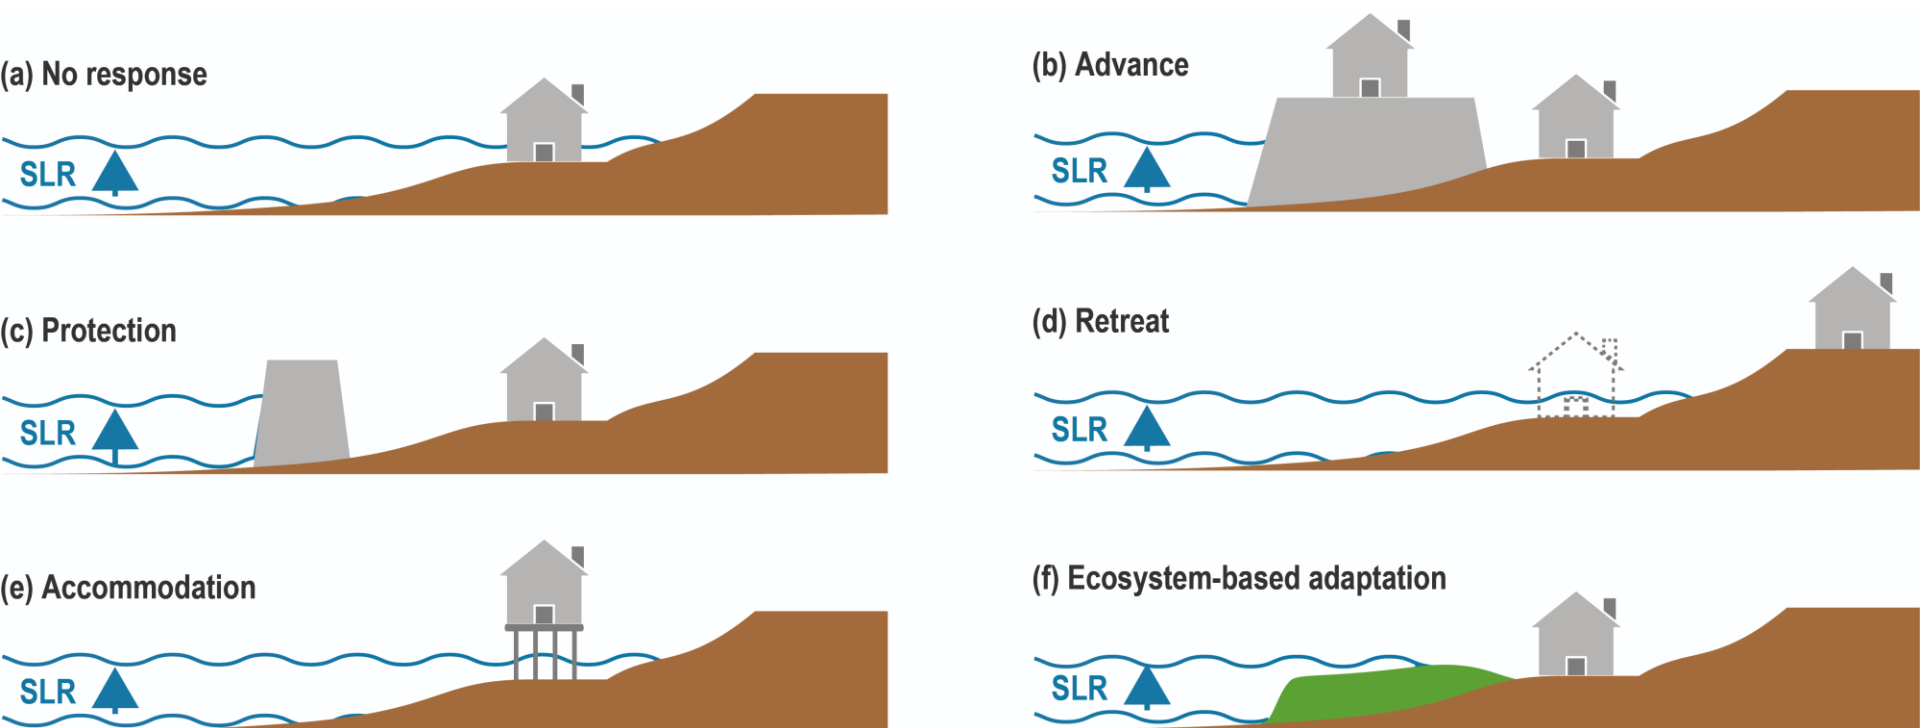 (a) No response
SLR
(b) Advance
SLR
(c) Protection
SLR
(d) Retreat
SLR
(e) Accommodation
SLR
(f) Ecosystem-based adaptation
SLR